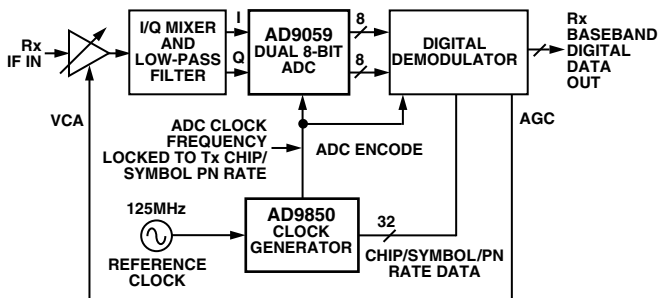 Rx
IF IN
VCA
I/Q MIXER
AND
LOW-PASS
FILTER
I
Q
AD9059
DUAL 8-BIT
ADC
8
8
DIGITAL
DEMODULATOR
Rx
BASEBAND
DIGITAL
DATA
OUT
AGC
ADC CLOCK
FREQUENCY
LOCKED TO Tx CHIP/
SYMBOL PN RATE
ADC ENCODE
125MHz
REFERENCE
CLOCK
AD9850
CLOCK
GENERATOR
32
CHIP/SYMBOL/PN
RATE DATA